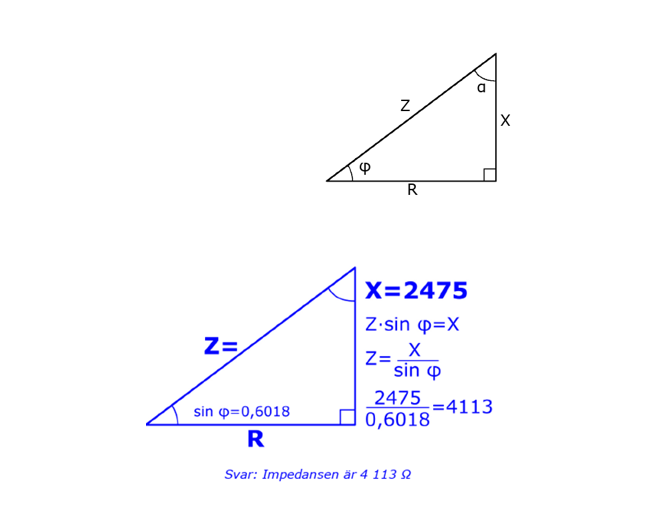 α
Z
X
φ
R
X=2475
Z·sin φ=X
Z=
Z= X / sin φ
sin φ=0,6018
2475 / 0,6018 =4113
R
Svar: Impedansen är 4 113 Ω